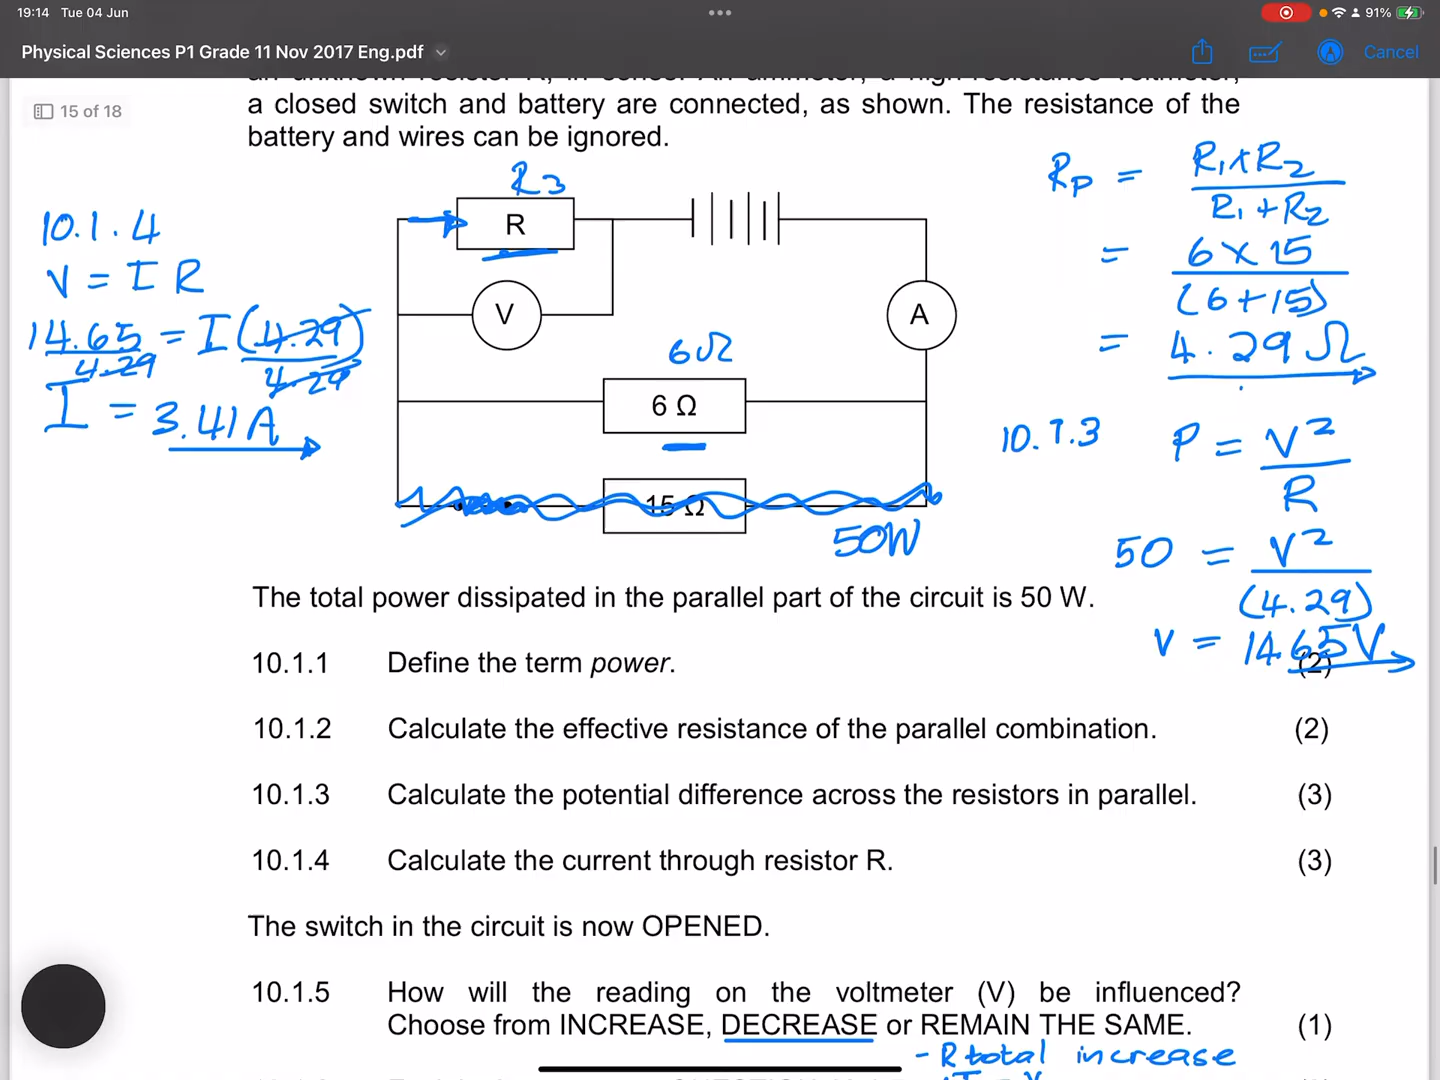 19:14 Tue 04 Jun
91%
Physical Sciences P1 Grade 11 Nov 2017 Eng.pdf
Cancel
15 of 18
a closed switch and battery are connected, as shown. The resistance of the
battery and wires can be ignored.
R3
R
V
A
6Ω
6 Ω
15 Ω
50W
10.1.4
V = I R
14.65 = I(4.29)
4.29 4.29
I = 3.41A
Rp = R1 x R2
R1 + R2
= 6 x 15
(6+15)
= 4.29Ω
10.1.3 P = V²
R
50 = V²
(4.29)
V = 14.65V
The total power dissipated in the parallel part of the circuit is 50 W.
10.1.1 Define the term power. (2)
10.1.2 Calculate the effective resistance of the parallel combination. (2)
10.1.3 Calculate the potential difference across the resistors in parallel. (3)
10.1.4 Calculate the current through resistor R. (3)
The switch in the circuit is now OPENED.
10.1.5 How will the reading on the voltmeter (V) be influenced?
Choose from INCREASE, DECREASE or REMAIN THE SAME. (1)
- R total increase